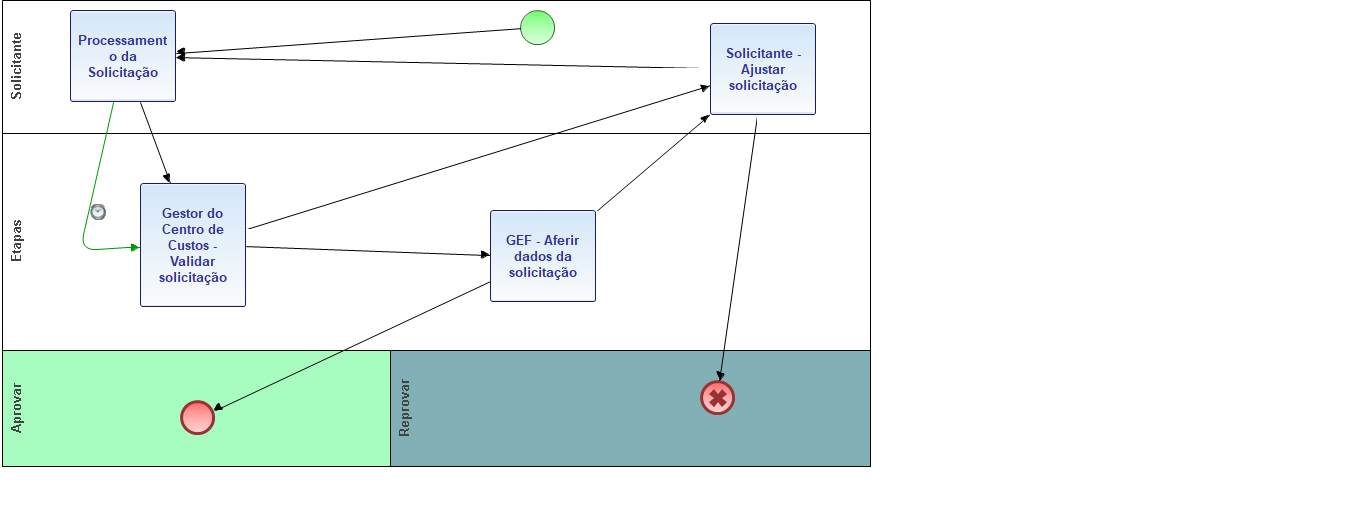 Solicitante
Processament
o da
Solicitação
Solicitante -
Ajustar
solicitação
Etapas
Gestor do
Centro de
Custos -
Validar
solicitação
GEF - Aferir
dados da
solicitação
Aprovar
Reprovar